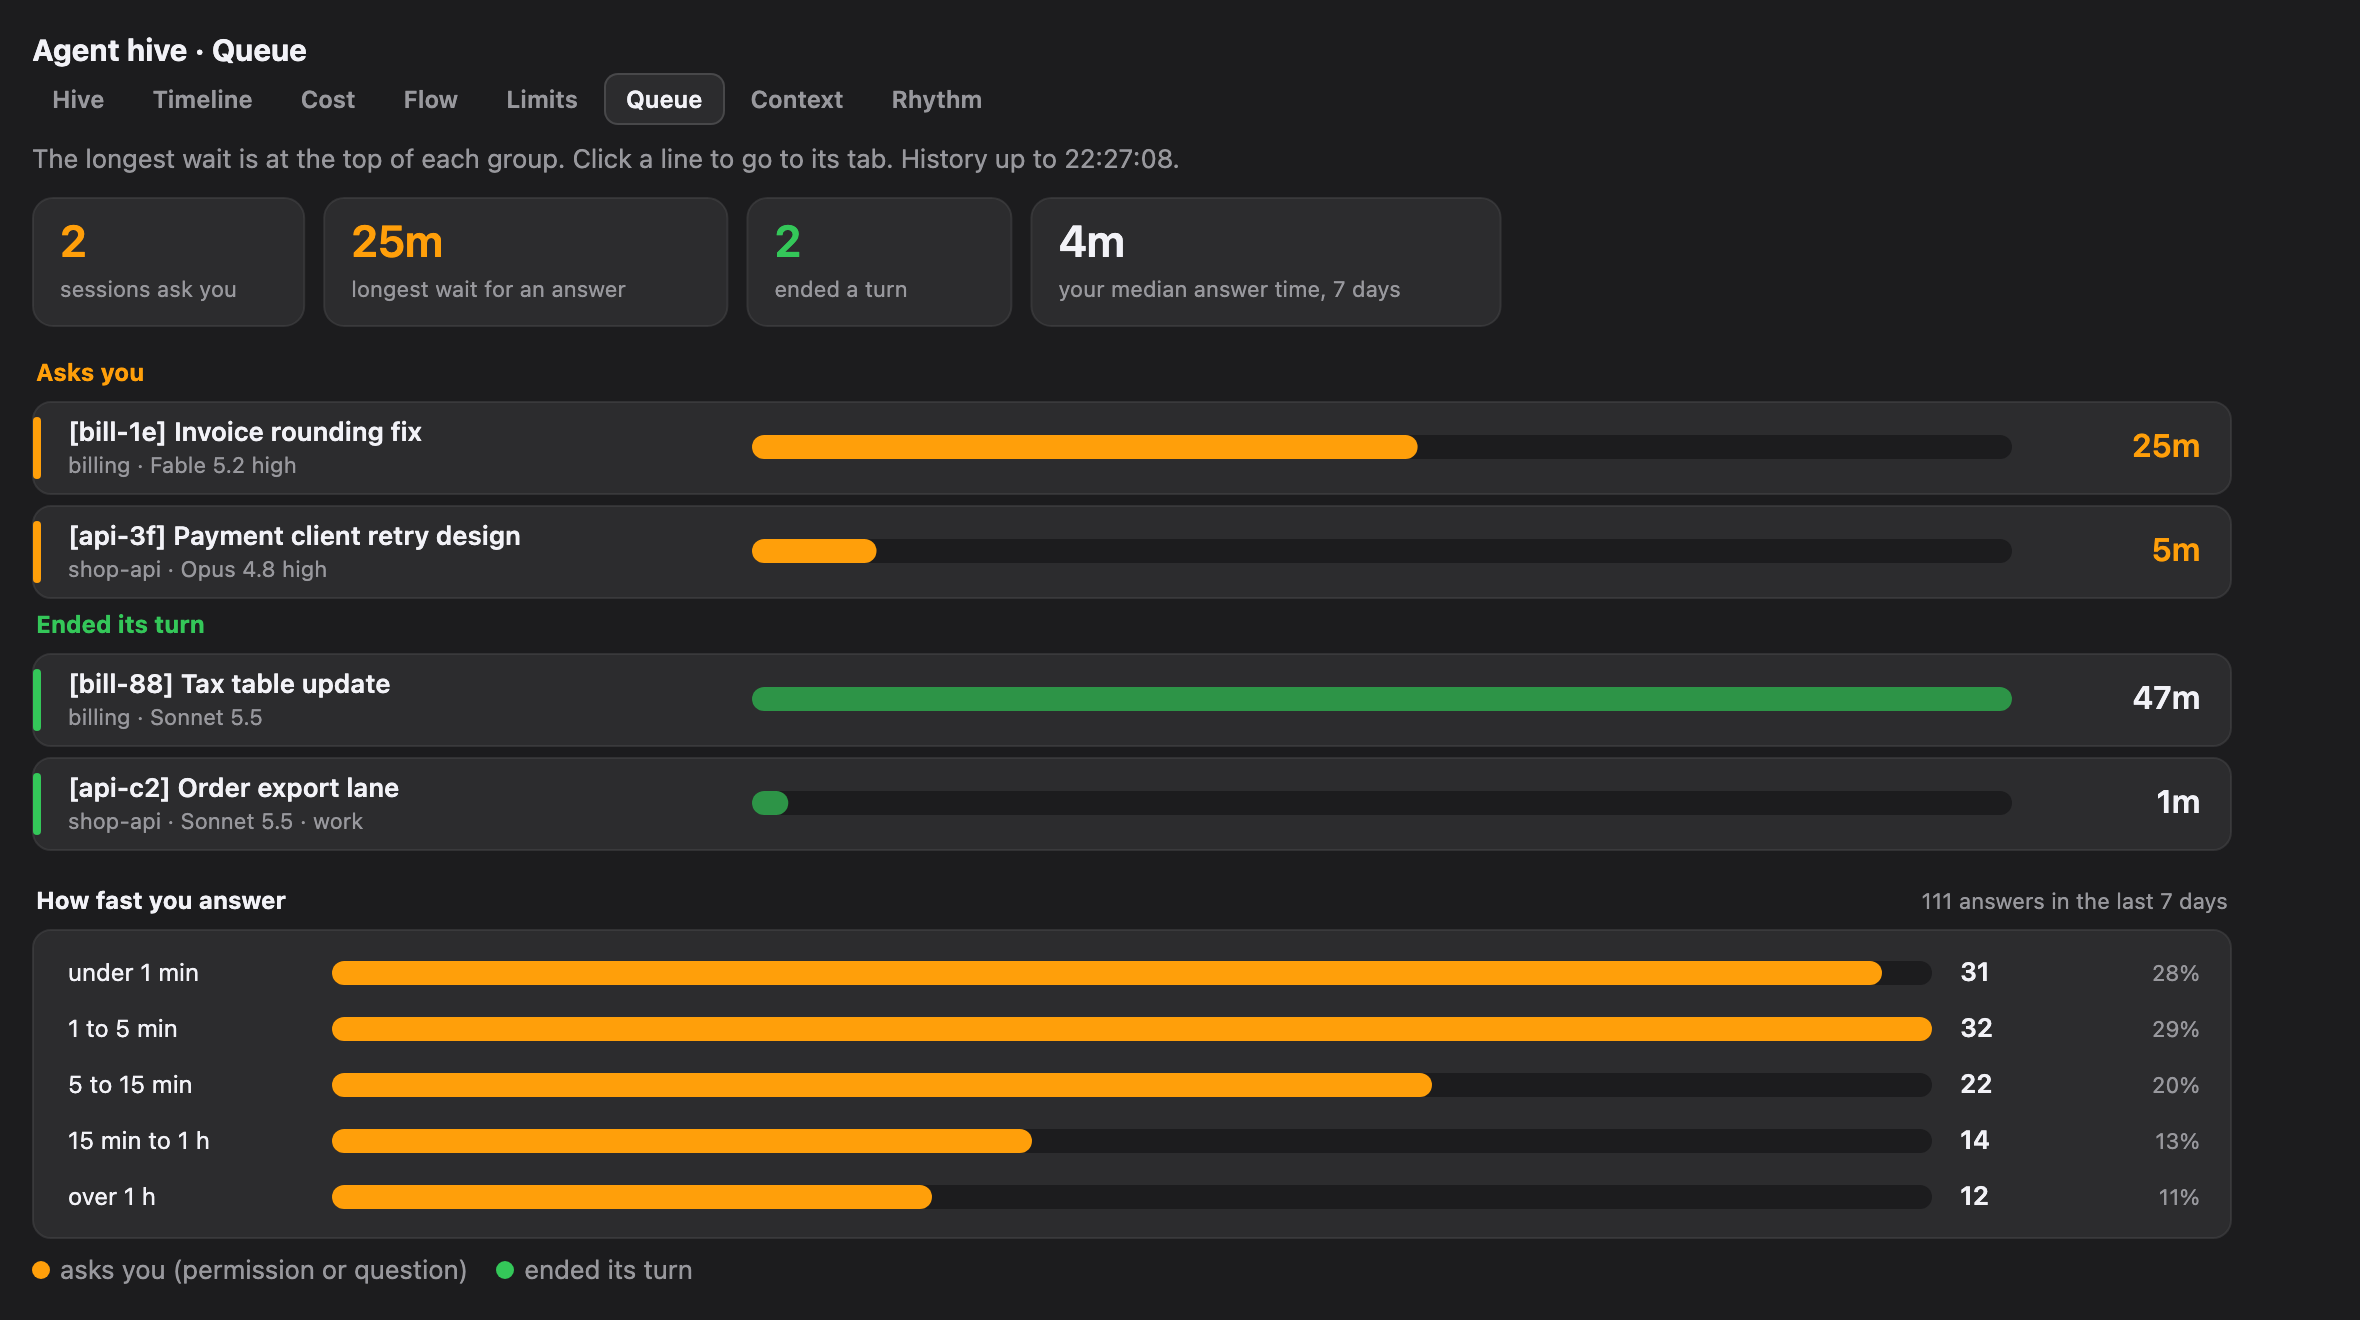 Agent hive · Queue
Hive Timeline Cost Flow Limits Queue Context Rhythm
The longest wait is at the top of each group. Click a line to go to its tab. History up to 22:27:08.
2
sessions ask you
25m
longest wait for an answer
2
ended a turn
4m
your median answer time, 7 days
Asks you
[bill-1e] Invoice rounding fix
billing · Fable 5.2 high
25m
[api-3f] Payment client retry design
shop-api · Opus 4.8 high
5m
Ended its turn
[bill-88] Tax table update
billing · Sonnet 5.5
47m
[api-c2] Order export lane
shop-api · Sonnet 5.5 · work
1m
How fast you answer
111 answers in the last 7 days
under 1 min 31 28%
1 to 5 min 32 29%
5 to 15 min 22 20%
15 min to 1 h 14 13%
over 1 h 12 11%
asks you (permission or question) ended its turn